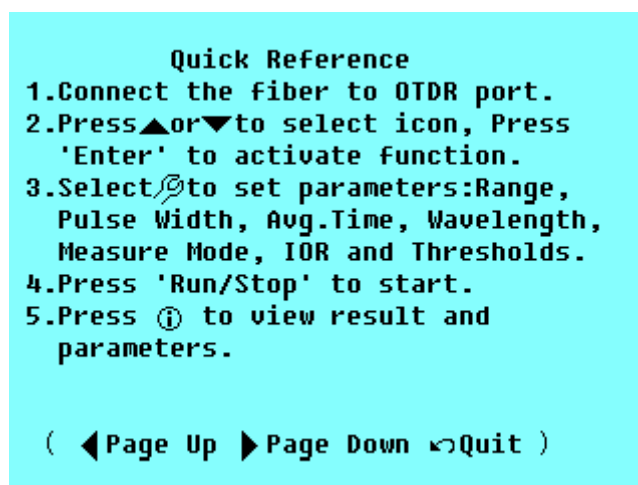 Quick Reference
1.Connect the fiber to OTDR port.
2.Press▲or▼to select icon, Press
'Enter' to activate function.
3.Select🔧to set parameters:Range,
Pulse Width, Avg.Time, Wavelength,
Measure Mode, IOR and Thresholds.
4.Press 'Run/Stop' to start.
5.Press ⓘ to view result and
parameters.
( ◀Page Up ▶Page Down ↶Quit )